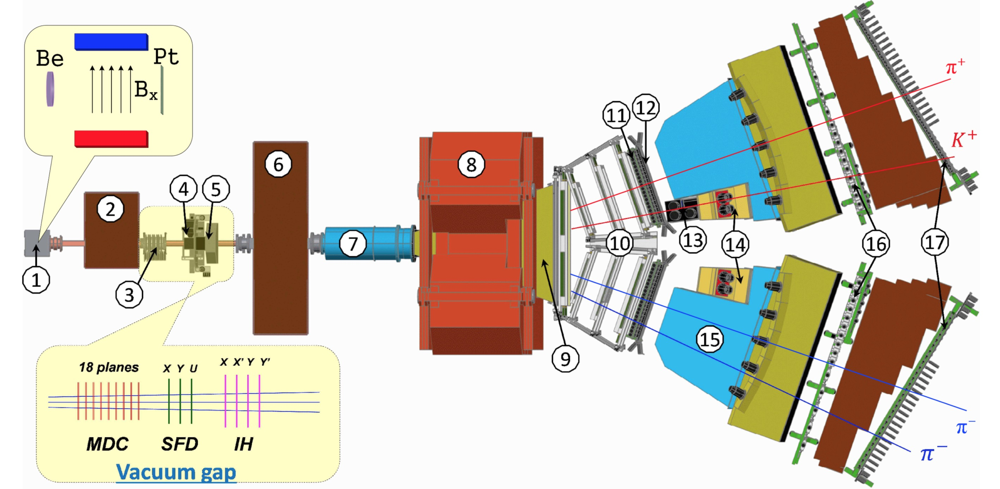 Be
Pt
Bx
1
2
3
4
5
6
7
8
9
10
11
12
13
14
15
16
17
π+
K+
π−
π−
18 planes
X Y U
X X' Y Y'
MDC
SFD
IH
Vacuum gap